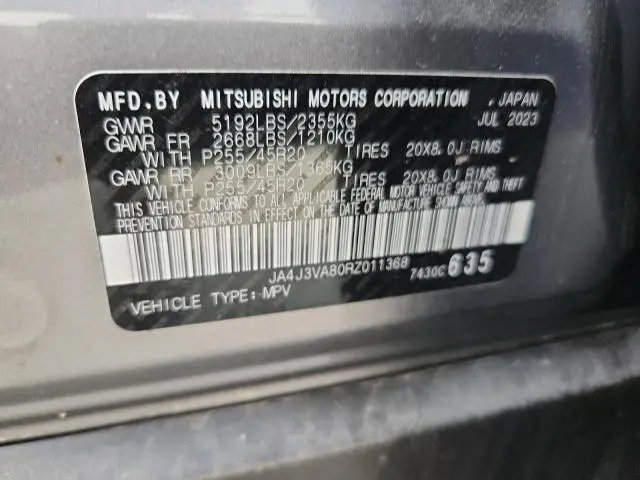 MFD.BY MITSUBISHI MOTORS CORPORATION . JAPAN
GVWR 5192LBS/2355KG JUL 2023
GAWR FR 2668LBS/1210KG
WITH P255/45R20 TIRES 20X8.0J RIMS
GAWR RR 3009LBS/1365KG
WITH P255/45R20 TIRES 20X8.0J RIMS
THIS VEHICLE CONFORMS TO ALL APPLICABLE FEDERAL MOTOR VEHICLE SAFETY AND THEFT
PREVENTION STANDARDS IN EFFECT ON THE DATE OF MANUFACTURE SHOWN ABOVE.
JA4J3VA80RZ011368 7430C635
VEHICLE TYPE:MPV